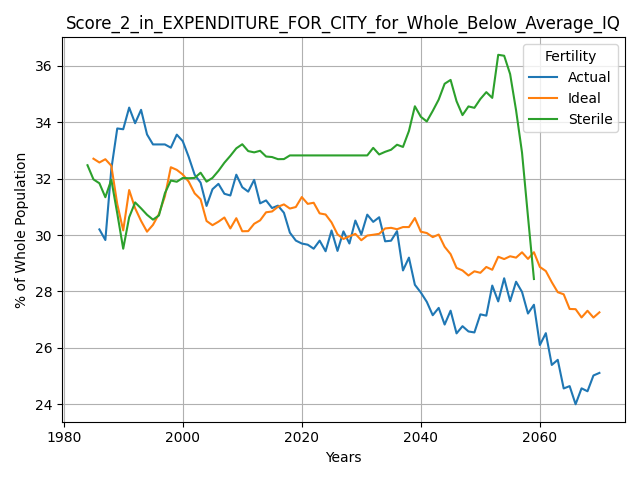 Score_2_in_EXPENDITURE_FOR_CITY_for_Whole_Below_Average_IQ
Fertility
Actual
Ideal
Sterile
% of Whole Population
36
34
32
30
28
26
24
1980
2000
2020
2040
2060
Years